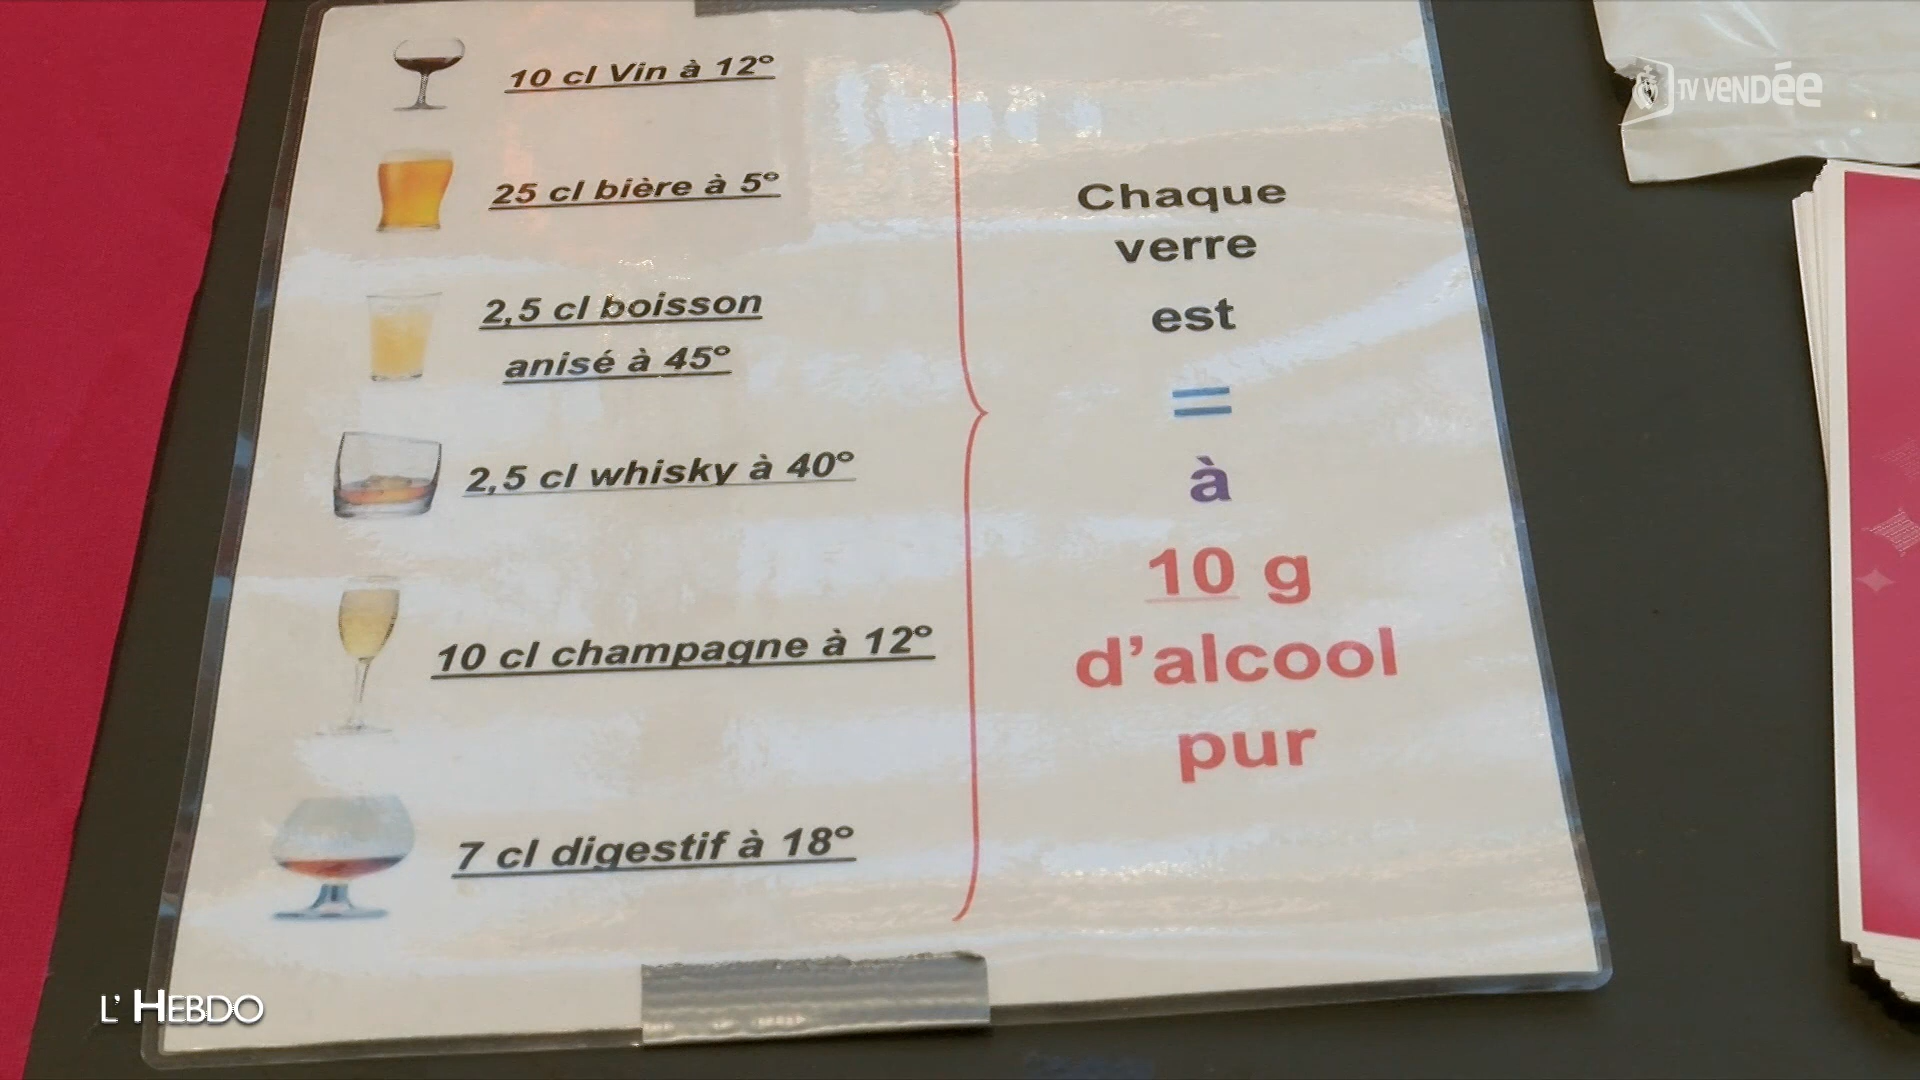 TV VENDÉE
10 cl Vin à 12°
25 cl bière à 5°
2,5 cl boisson
anisé à 45°
2,5 cl whisky à 40°
10 cl champagne à 12°
7 cl digestif à 18°
Chaque
verre
est
=
à
10 g
d’alcool
pur
L’HEBDO